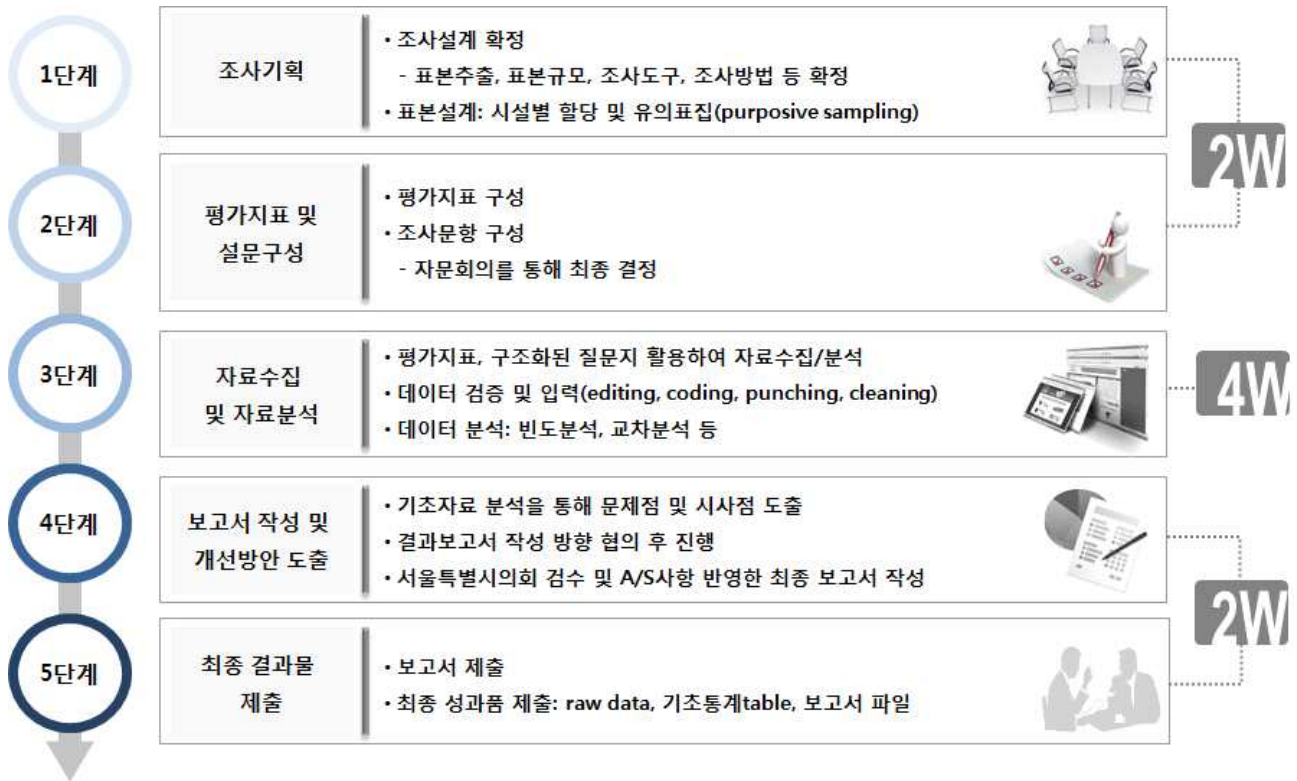 1단계
조사기획
• 조사설계 확정
- 표본추출, 표본규모, 조사도구, 조사방법 등 확정
• 표본설계: 시설별 할당 및 유의표집(purposive sampling)
2W
2단계
평가지표 및
설문구성
• 평가지표 구성
• 조사문항 구성
- 자문회의를 통해 최종 결정
3단계
자료수집
및 자료분석
• 평가지표, 구조화된 질문지 활용하여 자료수집/분석
• 데이터 검증 및 입력(editing, coding, punching, cleaning)
• 데이터 분석: 빈도분석, 교차분석 등
4W
4단계
보고서 작성 및
개선방안 도출
• 기초자료 분석을 통해 문제점 및 시사점 도출
• 결과보고서 작성 방향 협의 후 진행
• 서울특별시의회 검수 및 A/S사항 반영한 최종 보고서 작성
2W
5단계
최종 결과물
제출
• 보고서 제출
• 최종 성과품 제출: raw data, 기초통계table, 보고서 파일